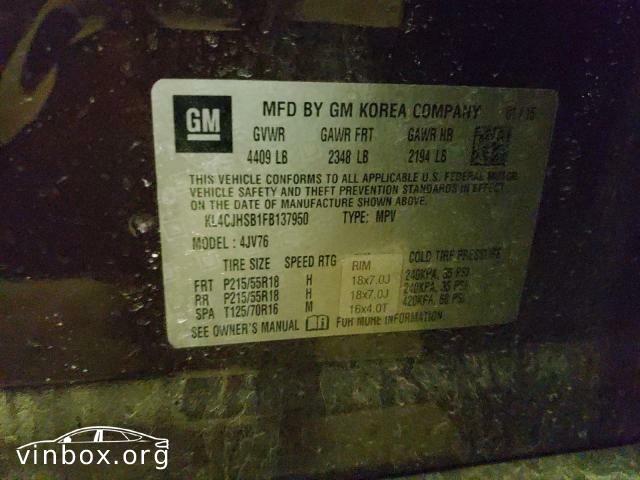 GM MFD BY GM KOREA COMPANY 01/15
GVWR GAWR FRT GAWR RR
4409 LB 2348 LB 2194 LB
THIS VEHICLE CONFORMS TO ALL APPLICABLE U.S. FEDERAL MOTOR
VEHICLE SAFETY AND THEFT PREVENTION STANDARDS IN EFFECT
ON THE DATE OF MANUFACTURE SHOWN ABOVE.
KL4CJHSB1FB137950 TYPE: MPV
MODEL : 4JV76
TIRE SIZE SPEED RTG RIM COLD TIRE PRESSURE
FRT P215/55R18 H 18x7.0J 240KPA, 35 PSI
RR P215/55R18 H 18x7.0J 240KPA, 35 PSI
SPA T125/70R16 M 16x4.0T 420KPA, 60 PSI
SEE OWNER'S MANUAL FOR MORE INFORMATION
vinbox.org